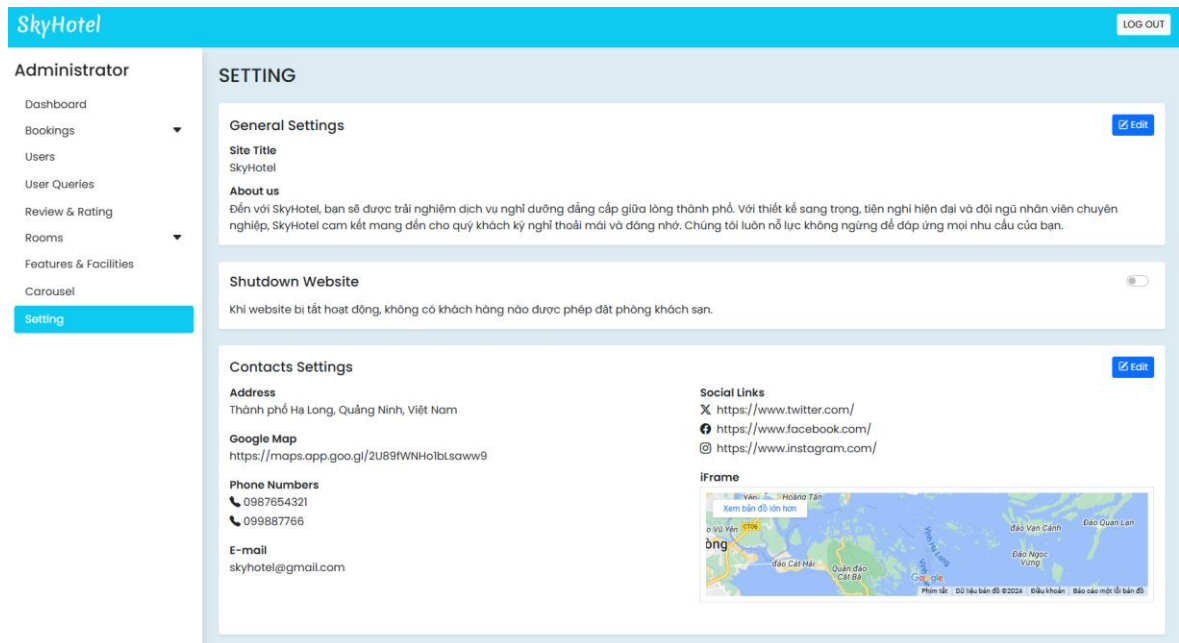 SkyHotel
LOG OUT
Administrator
Dashboard
Bookings
Users
User Queries
Review & Rating
Rooms
Features & Facilities
Carousel
Setting
SETTING
General Settings
Edit
Site Title
SkyHotel
About us
Đến với SkyHotel, bạn sẽ được trải nghiệm dịch vụ nghỉ dưỡng đẳng cấp giữa lòng thành phố. Với thiết kế sang trọng, tiện nghi hiện đại và đội ngũ nhân viên chuyên
nghiệp, SkyHotel cam kết mang đến cho quý khách kỳ nghỉ thoải mái và đáng nhớ. Chúng tôi luôn nỗ lực không ngừng để đáp ứng mọi nhu cầu của bạn.
Shutdown Website
Khi website bị tắt hoạt động, không có khách hàng nào được phép đặt phòng khách sạn.
Contacts Settings
Edit
Address
Thành phố Hạ Long, Quảng Ninh, Việt Nam
Google Map
https://maps.app.goo.gl/2U89fWNHo1bLsaww9
Phone Numbers
0987654321
099887766
E-mail
skyhotel@gmail.com
Social Links
https://www.twitter.com/
https://www.facebook.com/
https://www.instagram.com/
iFrame
Hoàng Tân
Xem bản đồ lớn hơn
o Vũ Yên
CT06
òng
đảo Cát Hải
Quần đảo
Cát Bà
Vịnh Hạ Long
đảo Vạn Cảnh
Đảo Quan Lạn
Đảo Ngọc
Vừng
Google
Phím tắt
Dữ liệu bản đồ ©2024
Điều khoản
Báo cáo một lỗi bản đồ